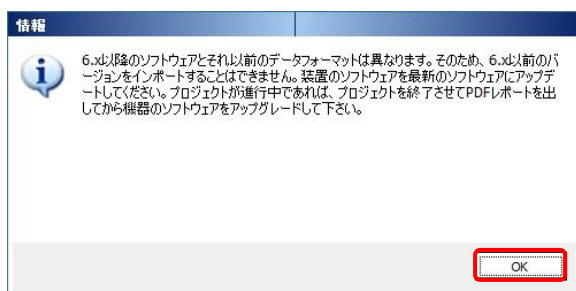 情報
6.x以降のソフトウェアとそれ以前のデータフォーマットは異なります。そのため、6.x以前のバ
ージョンをインポートすることはできません。装置のソフトウェアを最新のソフトウェアにアップデ
ートしてください。プロジェクトが進行中であれば、プロジェクトを終了させてPDFレポートを出
してから機器のソフトウェアをアップグレードして下さい。
OK